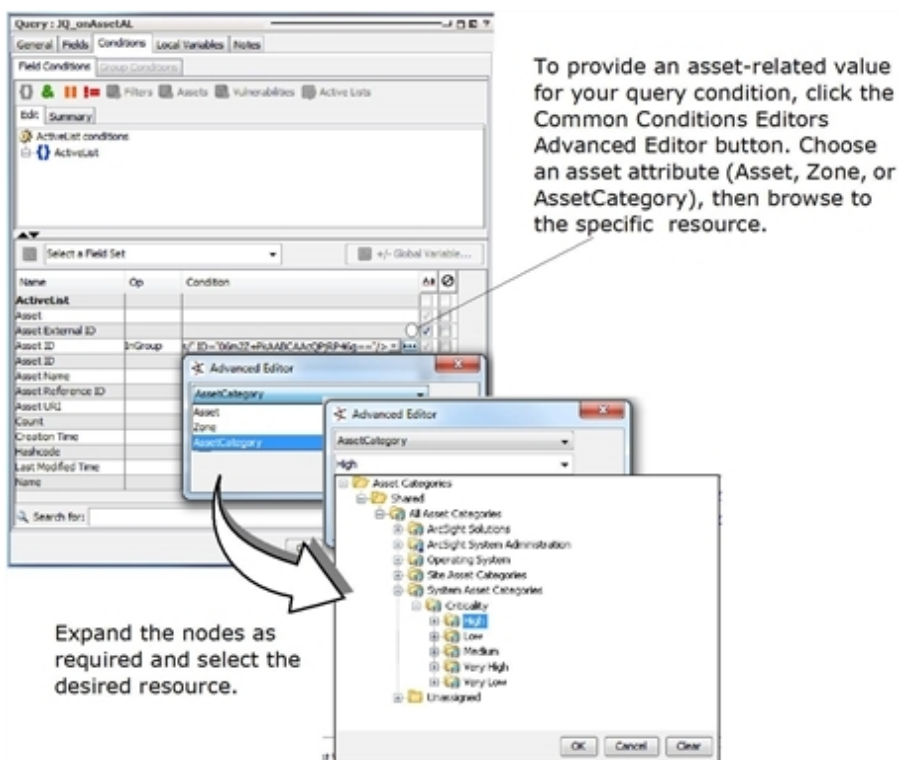 Query : JQ_onAssetAL
General Fields Conditions Local Variables Notes
Field Conditions Group Conditions
Filters Assets Vulnerabilities Active Lists
Edit Summary
ActiveList conditions
ActiveList
Select a Field Set
+/- Global Variable...
Name Op Condition
ActiveList
Asset
Asset External ID
Asset ID InGroup
Asset ID
Asset Name
Asset Reference ID
Asset URI
Count
Creation Time
Hashcode
Last Modified Time
Name
Search for:
To provide an asset-related value
for your query condition, click the
Common Conditions Editors
Advanced Editor button. Choose
an asset attribute (Asset, Zone, or
AssetCategory), then browse to
the specific resource.
Advanced Editor
AssetCategory
Asset
Zone
AssetCategory
Advanced Editor
AssetCategory
High
Asset Categories
Shared
All Asset Categories
ArcSight Solutions
ArcSight System Administration
Operating System
Site Asset Categories
System Asset Categories
Criticality
High
Low
Medium
Very High
Very Low
Unassigned
OK Cancel Clear
Expand the nodes as
required and select the
desired resource.